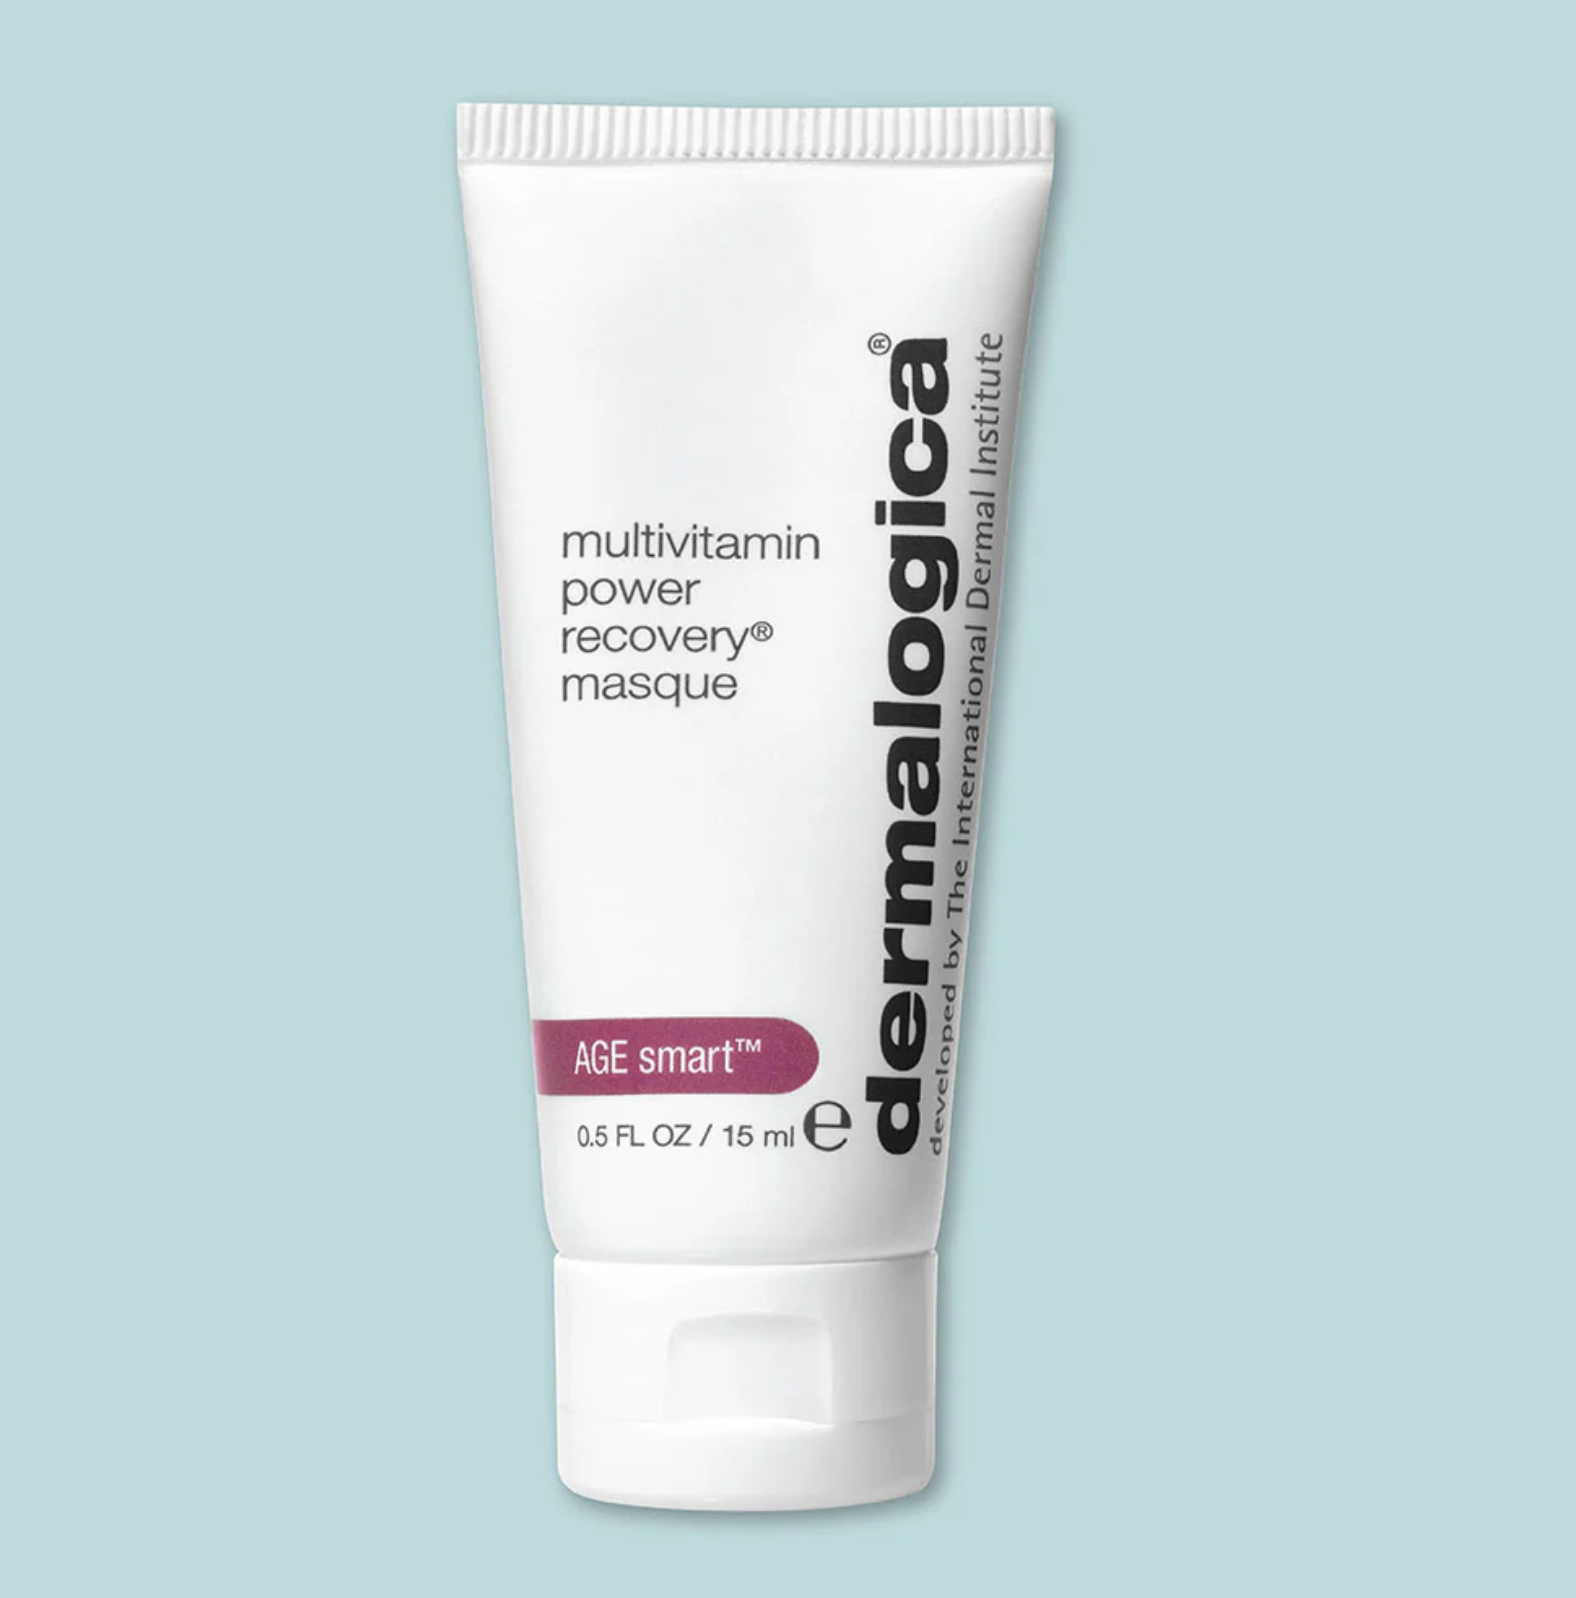 multivitamin
power
recovery®
masque
AGE smart™
0.5 FL OZ / 15 ml e
dermalogica®
developed by The International Dermal Institute